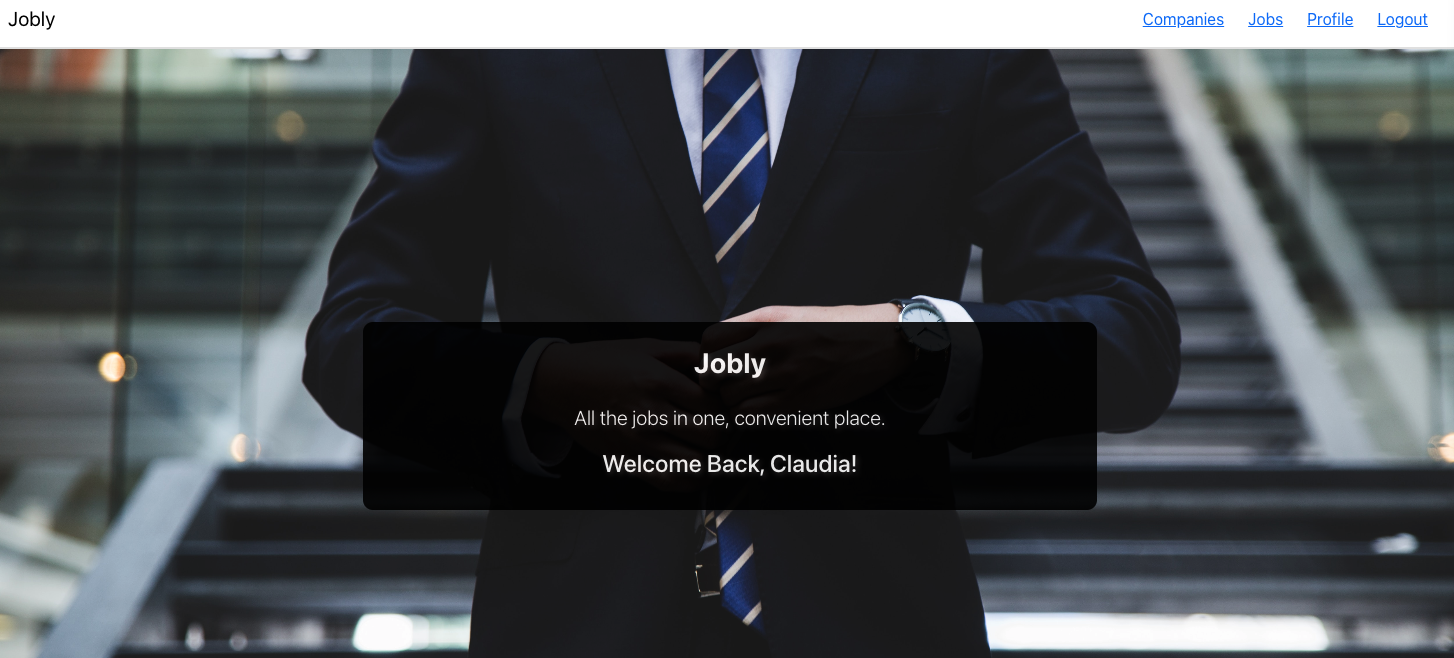 Jobly
Companies Jobs Profile Logout
Jobly
All the jobs in one, convenient place.
Welcome Back, Claudia!